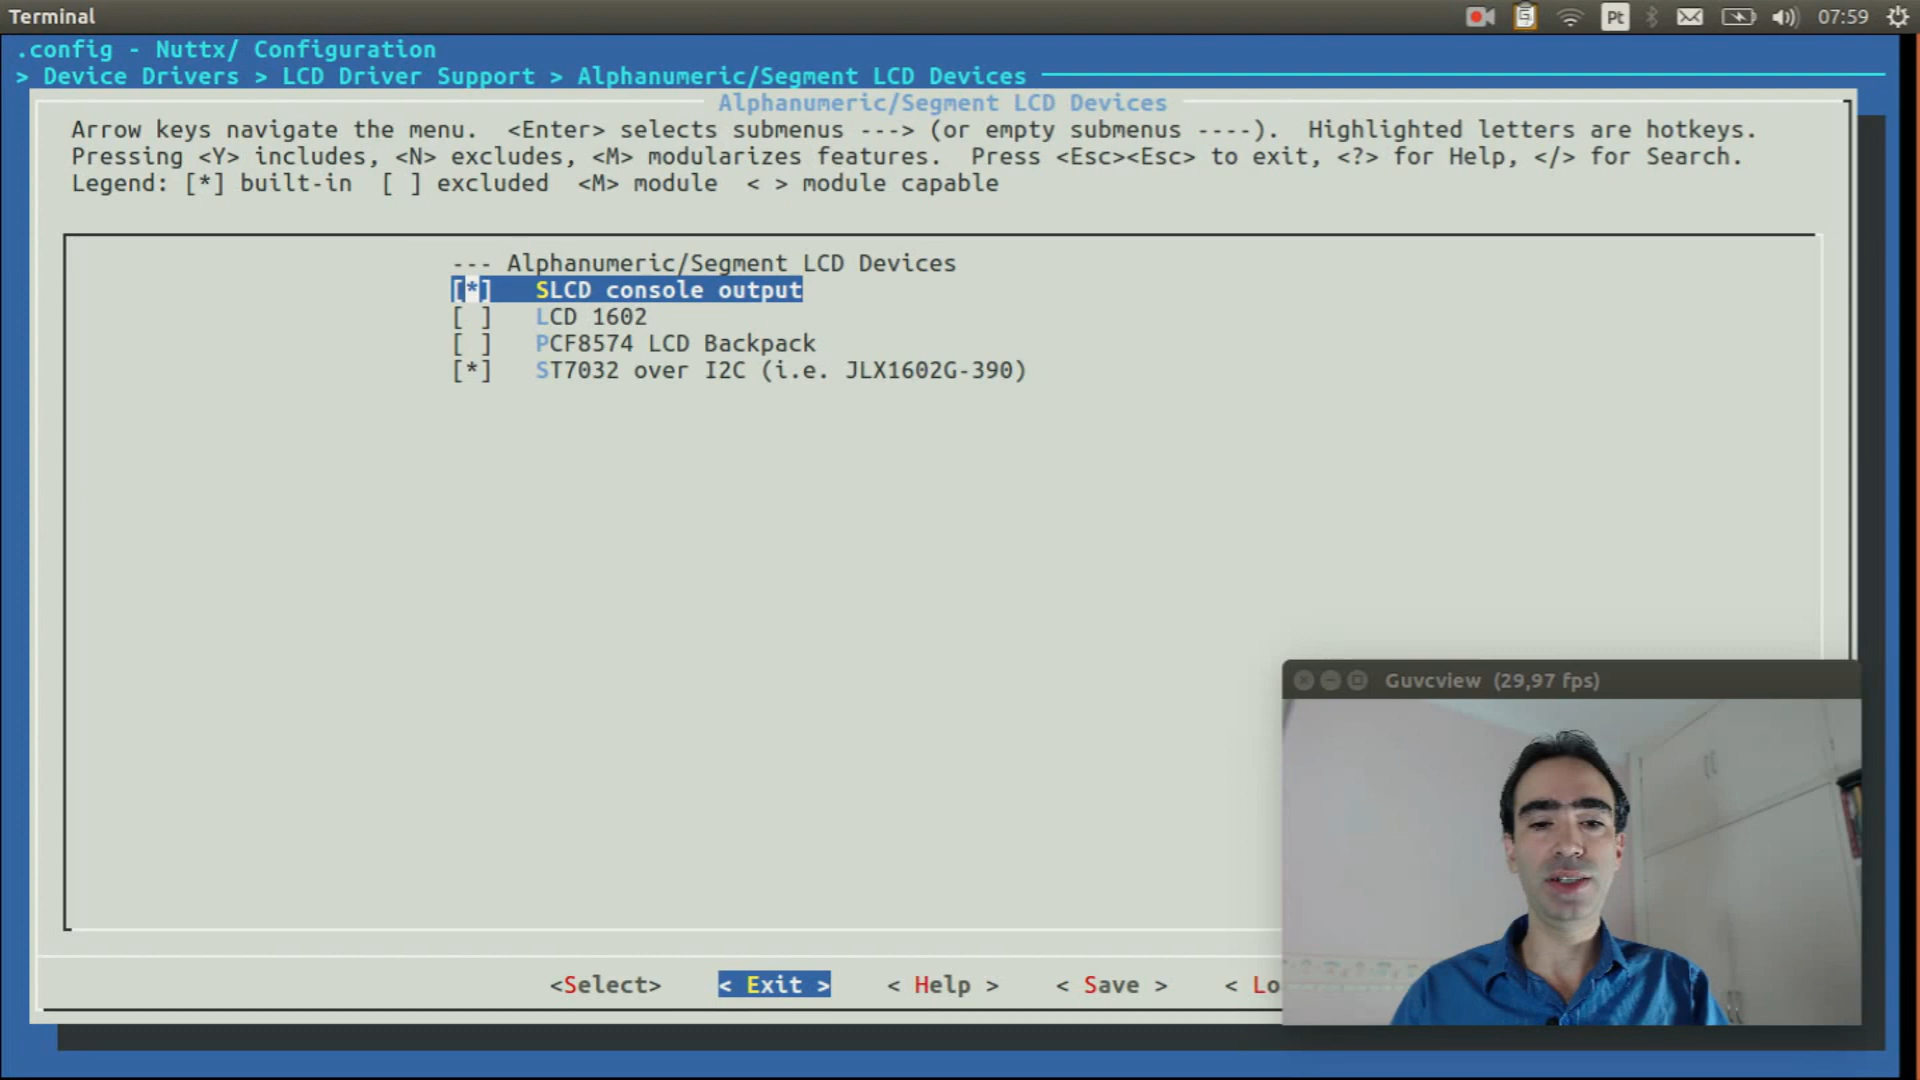 Terminal
Pt
07:59
.config - Nuttx/ Configuration
> Device Drivers > LCD Driver Support > Alphanumeric/Segment LCD Devices
Alphanumeric/Segment LCD Devices
Arrow keys navigate the menu.  <Enter> selects submenus ---> (or empty submenus ----).  Highlighted letters are hotkeys.
Pressing <Y> includes, <N> excludes, <M> modularizes features.  Press <Esc><Esc> to exit, <?> for Help, </> for Search.
Legend: [*] built-in  [ ] excluded  <M> module  < > module capable
--- Alphanumeric/Segment LCD Devices
[*]   SLCD console output
[ ]   LCD 1602
[ ]   PCF8574 LCD Backpack
[*]   ST7032 over I2C (i.e. JLX1602G-390)
Guvcview (29,97 fps)
<Select>    < Exit >    < Help >    < Save >    < Lo